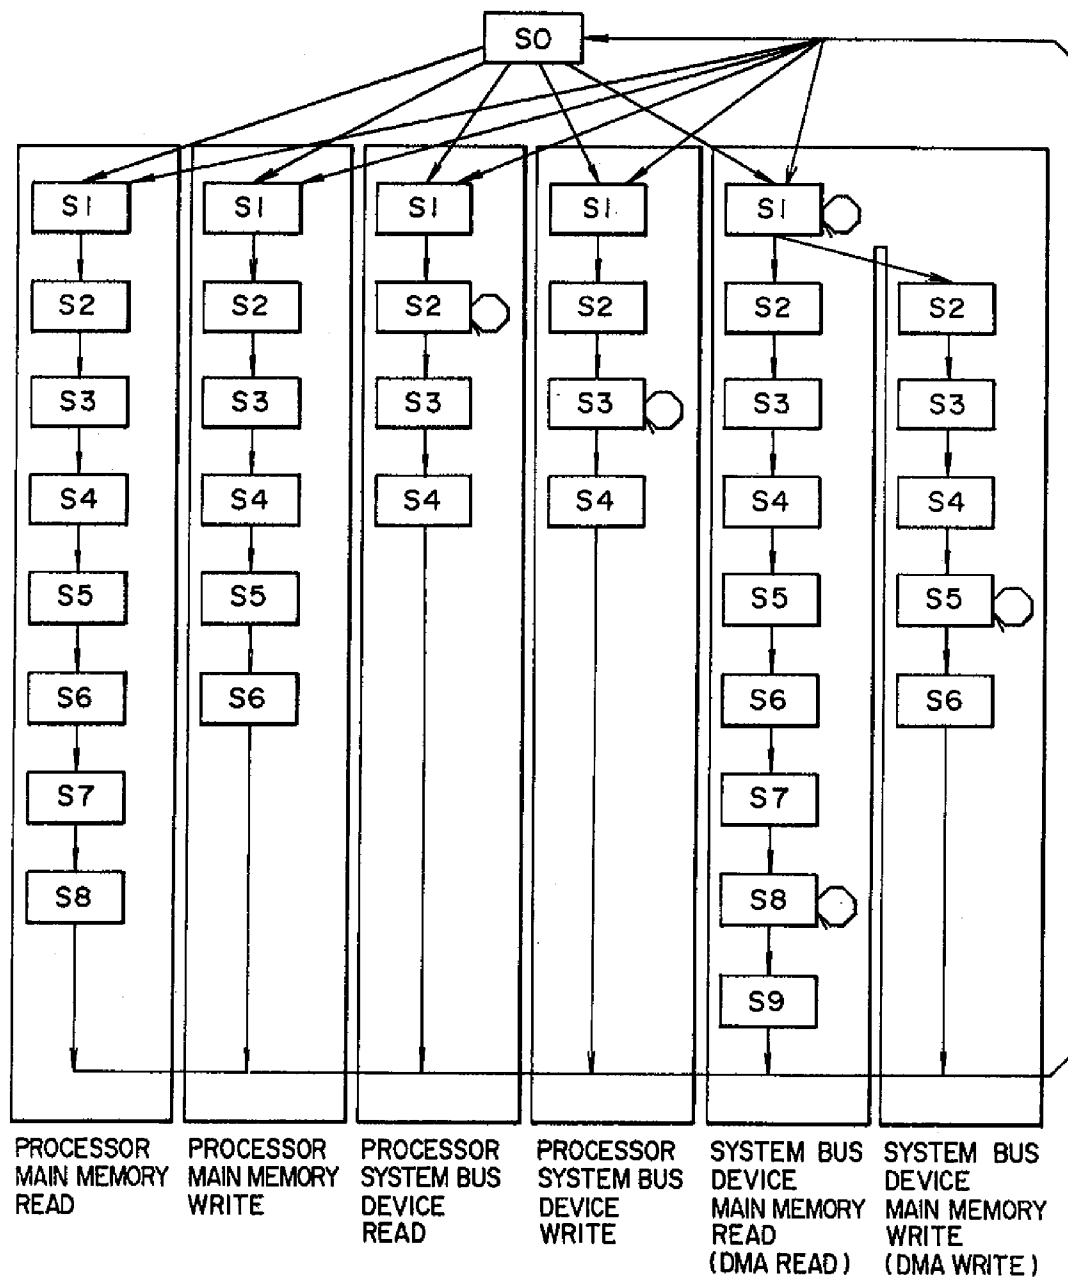 S0
S1 S1 S1 S1 S1
S2 S2 S2 S2 S2 S2
S3 S3 S3 S3 S3 S3
S4 S4 S4 S4 S4 S4
S5 S5 S5 S5
S6 S6 S6 S6
S7 S7
S8 S8
S9
PROCESSOR
MAIN MEMORY
READ
PROCESSOR
MAIN MEMORY
WRITE
PROCESSOR
SYSTEM BUS
DEVICE
READ
PROCESSOR
SYSTEM BUS
DEVICE
WRITE
SYSTEM BUS
DEVICE
MAIN MEMORY
READ
(DMA READ)
SYSTEM BUS
DEVICE
MAIN MEMORY
WRITE
(DMA WRITE)